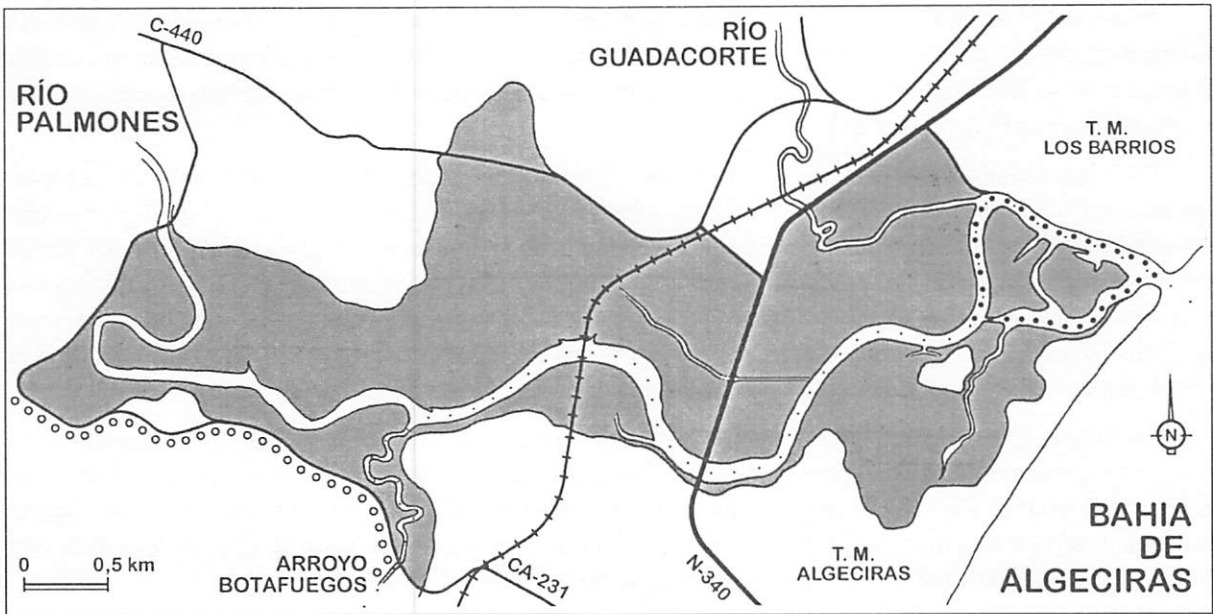 C-440
RÍO
PALMONES
RÍO
GUADACORTE
T. M.
LOS BARRIOS
N
BAHIA
DE
ALGECIRAS
T. M.
ALGECIRAS
N-340
CA-231
ARROYO
BOTAFUEGOS
0 0,5 km